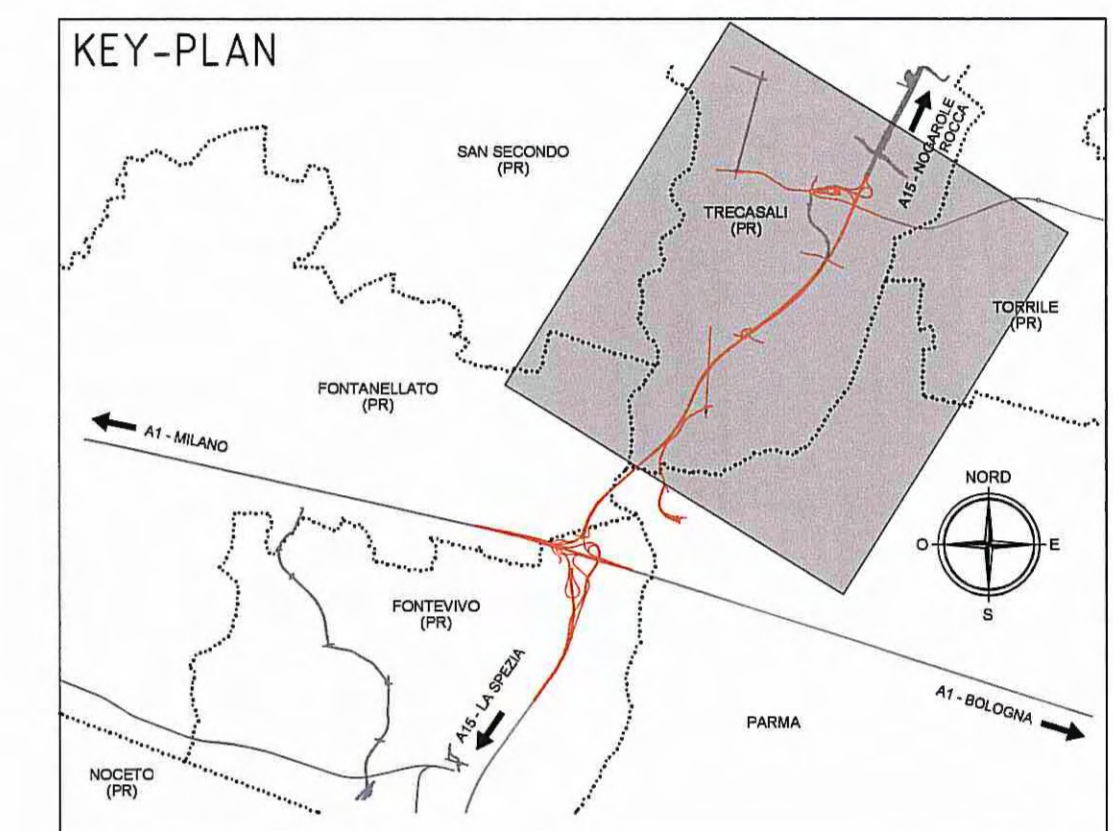 KEY-PLAN
SAN SECONDO
(PR)
A15 - NOGAROLE
ROCCA
TRECASALI
(PR)
TORRILE
(PR)
FONTANELLATO
(PR)
A1 - MILANO
NORD
O
E
S
FONTEVIVO
(PR)
A15 - LA SPEZIA
A1 - BOLOGNA
PARMA
NOCETO
(PR)